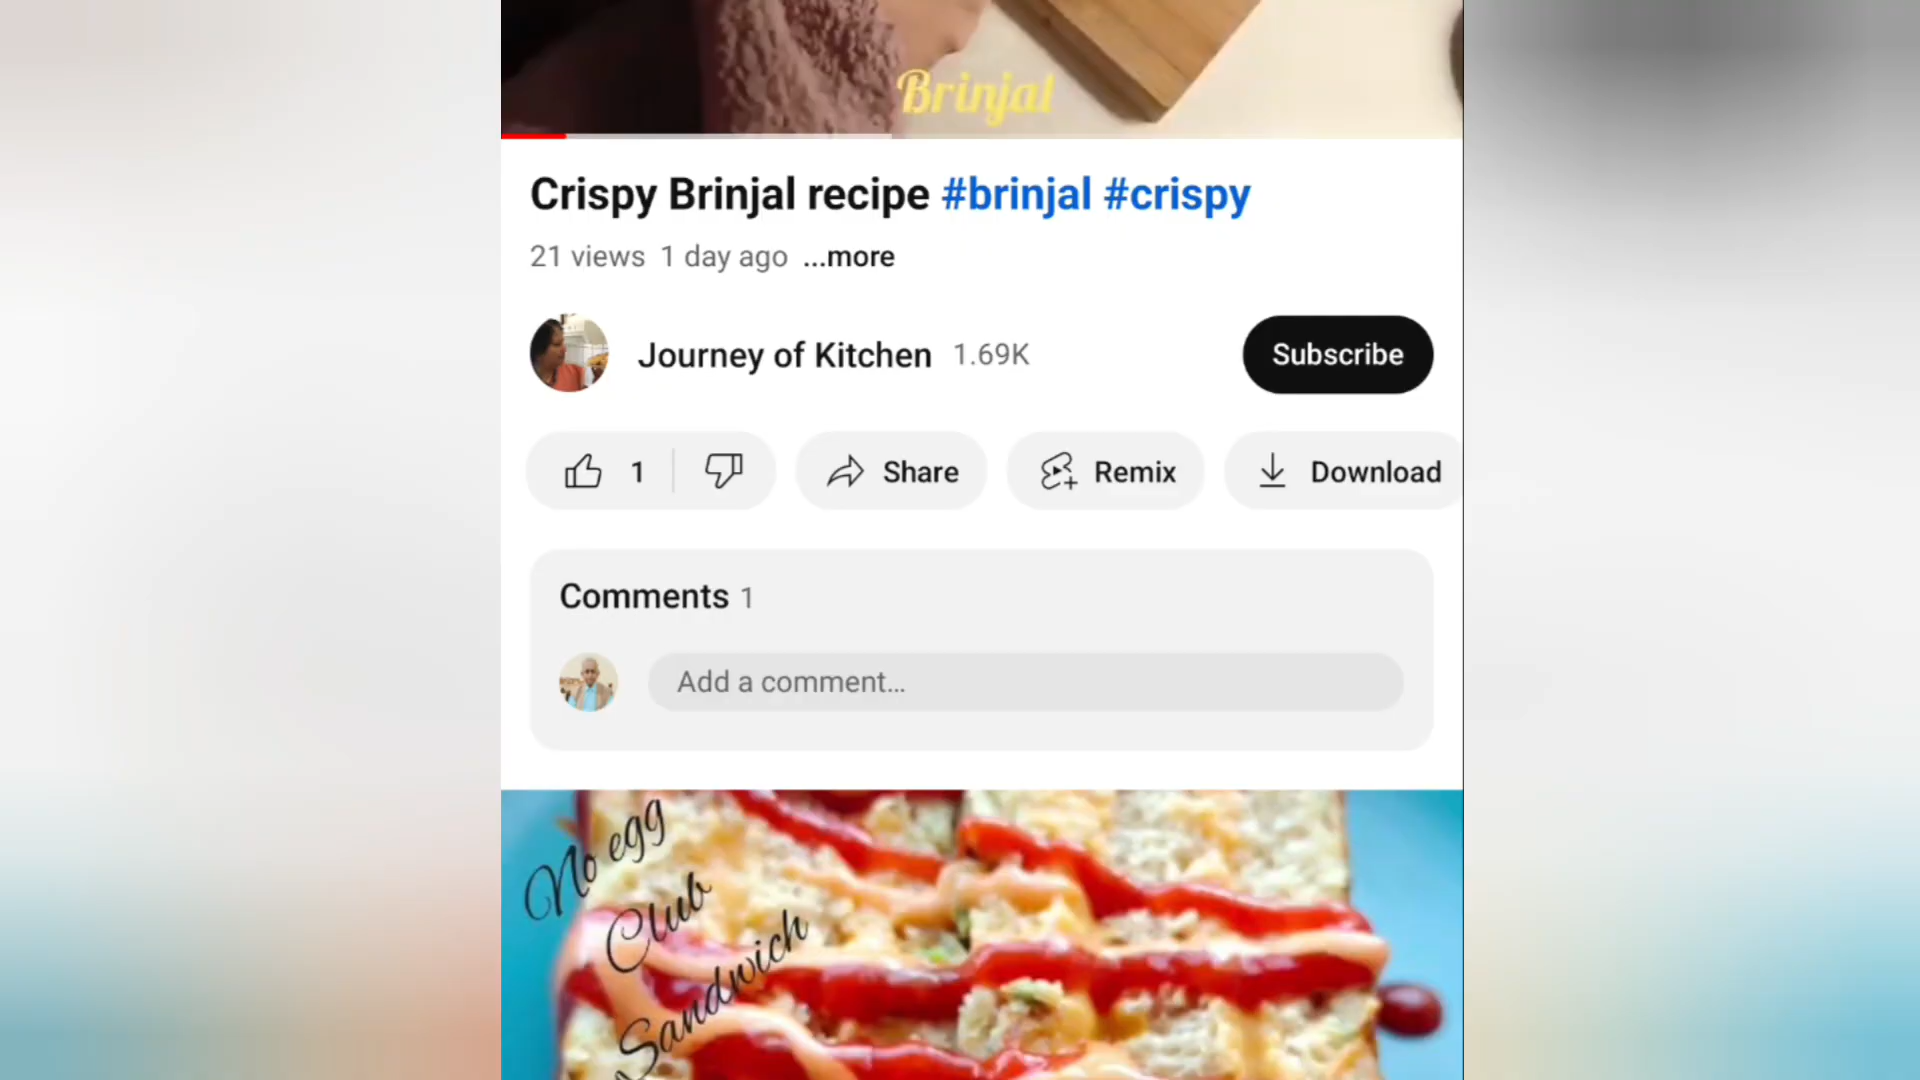 Brinjal
Crispy Brinjal recipe #brinjal #crispy
21 views 1 day ago ...more
Journey of Kitchen 1.69K
Subscribe
1
Share
Remix
Download
Comments 1
Add a comment...
No egg
Club
Sandwich